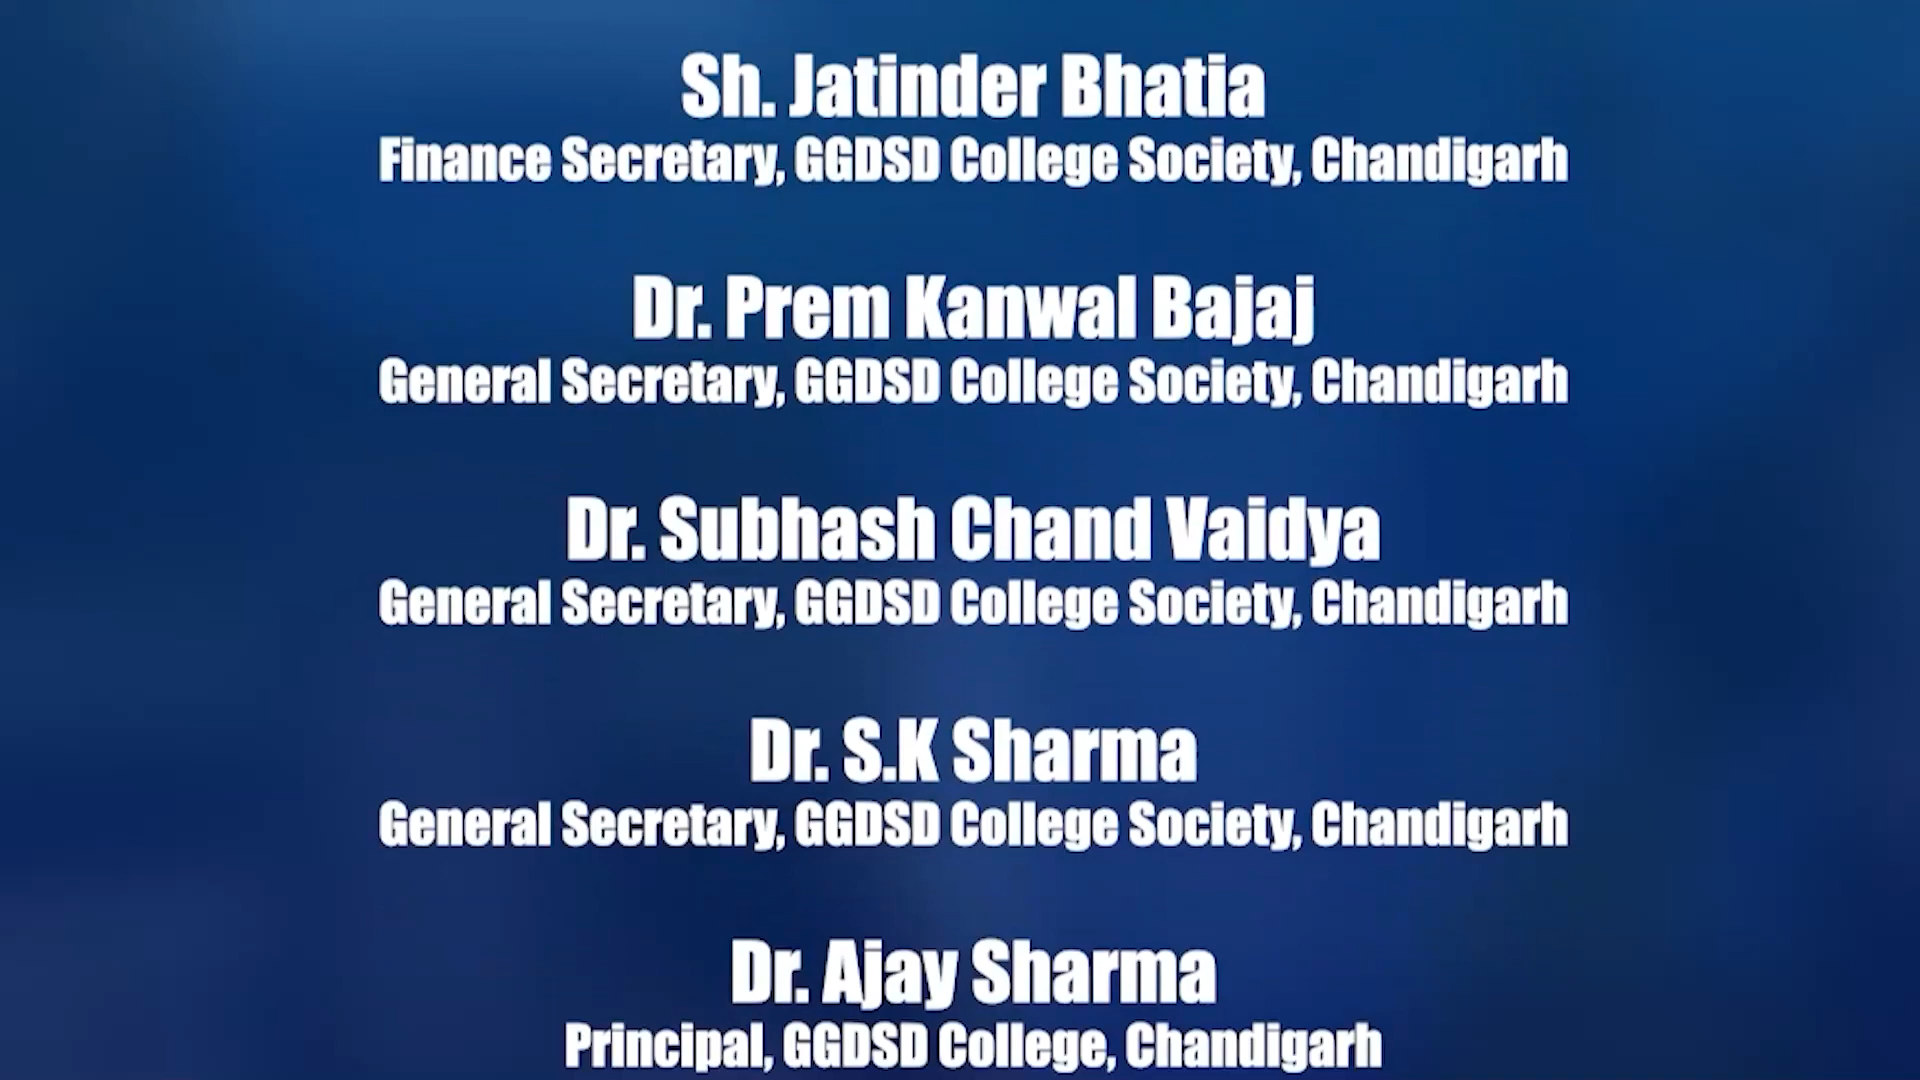 Sh. Jatinder Bhatia
Finance Secretary, GGDSD College Society, Chandigarh
Dr. Prem Kanwal Bajaj
General Secretary, GGDSD College Society, Chandigarh
Dr. Subhash Chand Vaidya
General Secretary, GGDSD College Society, Chandigarh
Dr. S.K Sharma
General Secretary, GGDSD College Society, Chandigarh
Dr. Ajay Sharma
Principal, GGDSD College, Chandigarh